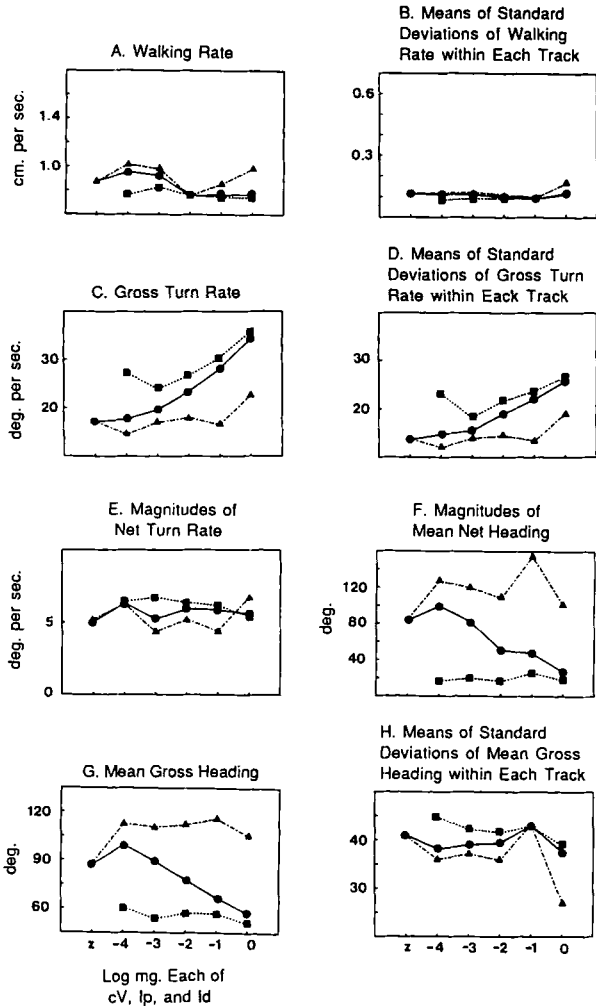 A. Walking Rate
cm. per sec.
1.4
1.0
B. Means of Standard
Deviations of Walking
Rate within Each Track
0.6
0.3
C. Gross Turn Rate
deg. per sec.
30
20
D. Means of Standard
Deviations of Gross Turn
Rate within Eack Track
30
20
E. Magnitudes of
Net Turn Rate
deg. per sec.
5
0
F. Magnitudes of
Mean Net Heading
deg.
120
80
40
G. Mean Gross Heading
deg.
120
90
60
z -4 -3 -2 -1 0
Log mg. Each of
cV, Ip, and Id
H. Means of Standard
Deviations of Mean Gross
Heading within Each Track
40
30
z -4 -3 -2 -1 0